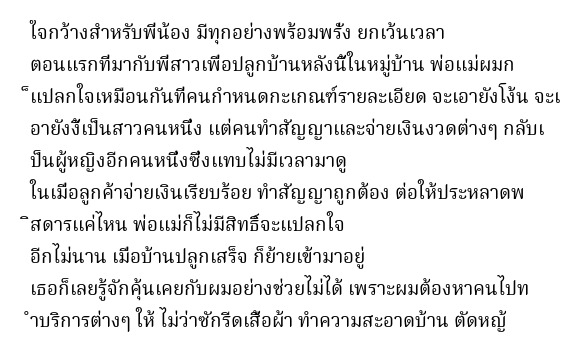 ใจกว้างสำหรับพี่น้อง มีทุกอย่างพร้อมพรั่ง ยกเว้นเวลา
ตอนแรกที่มากับพี่สาวเพื่อปลูกบ้านหลังนี้ในหมู่บ้าน พ่อแม่ผมก
็แปลกใจเหมือนกันที่คนกำหนดกะเกณฑ์รายละเอียด จะเอายังโง้น จะเ
อายังงี้เป็นสาวคนหนึ่ง แต่คนทำสัญญาและจ่ายเงินงวดต่างๆ กลับเ
ป็นผู้หญิงอีกคนหนึ่งซึ่งแทบไม่มีเวลามาดู
ในเมื่อลูกค้าจ่ายเงินเรียบร้อย ทำสัญญาถูกต้อง ต่อให้ประหลาดพ
ิสดารแค่ไหน พ่อแม่ก็ไม่มีสิทธิ์จะแปลกใจ
อีกไม่นาน เมื่อบ้านปลูกเสร็จ ก็ย้ายเข้ามาอยู่
เธอก็เลยรู้จักคุ้นเคยกับผมอย่างช่วยไม่ได้ เพราะผมต้องหาคนไปท
ำบริการต่างๆ ให้ ไม่ว่าซักรีดเสื้อผ้า ทำความสะอาดบ้าน ตัดหญ้